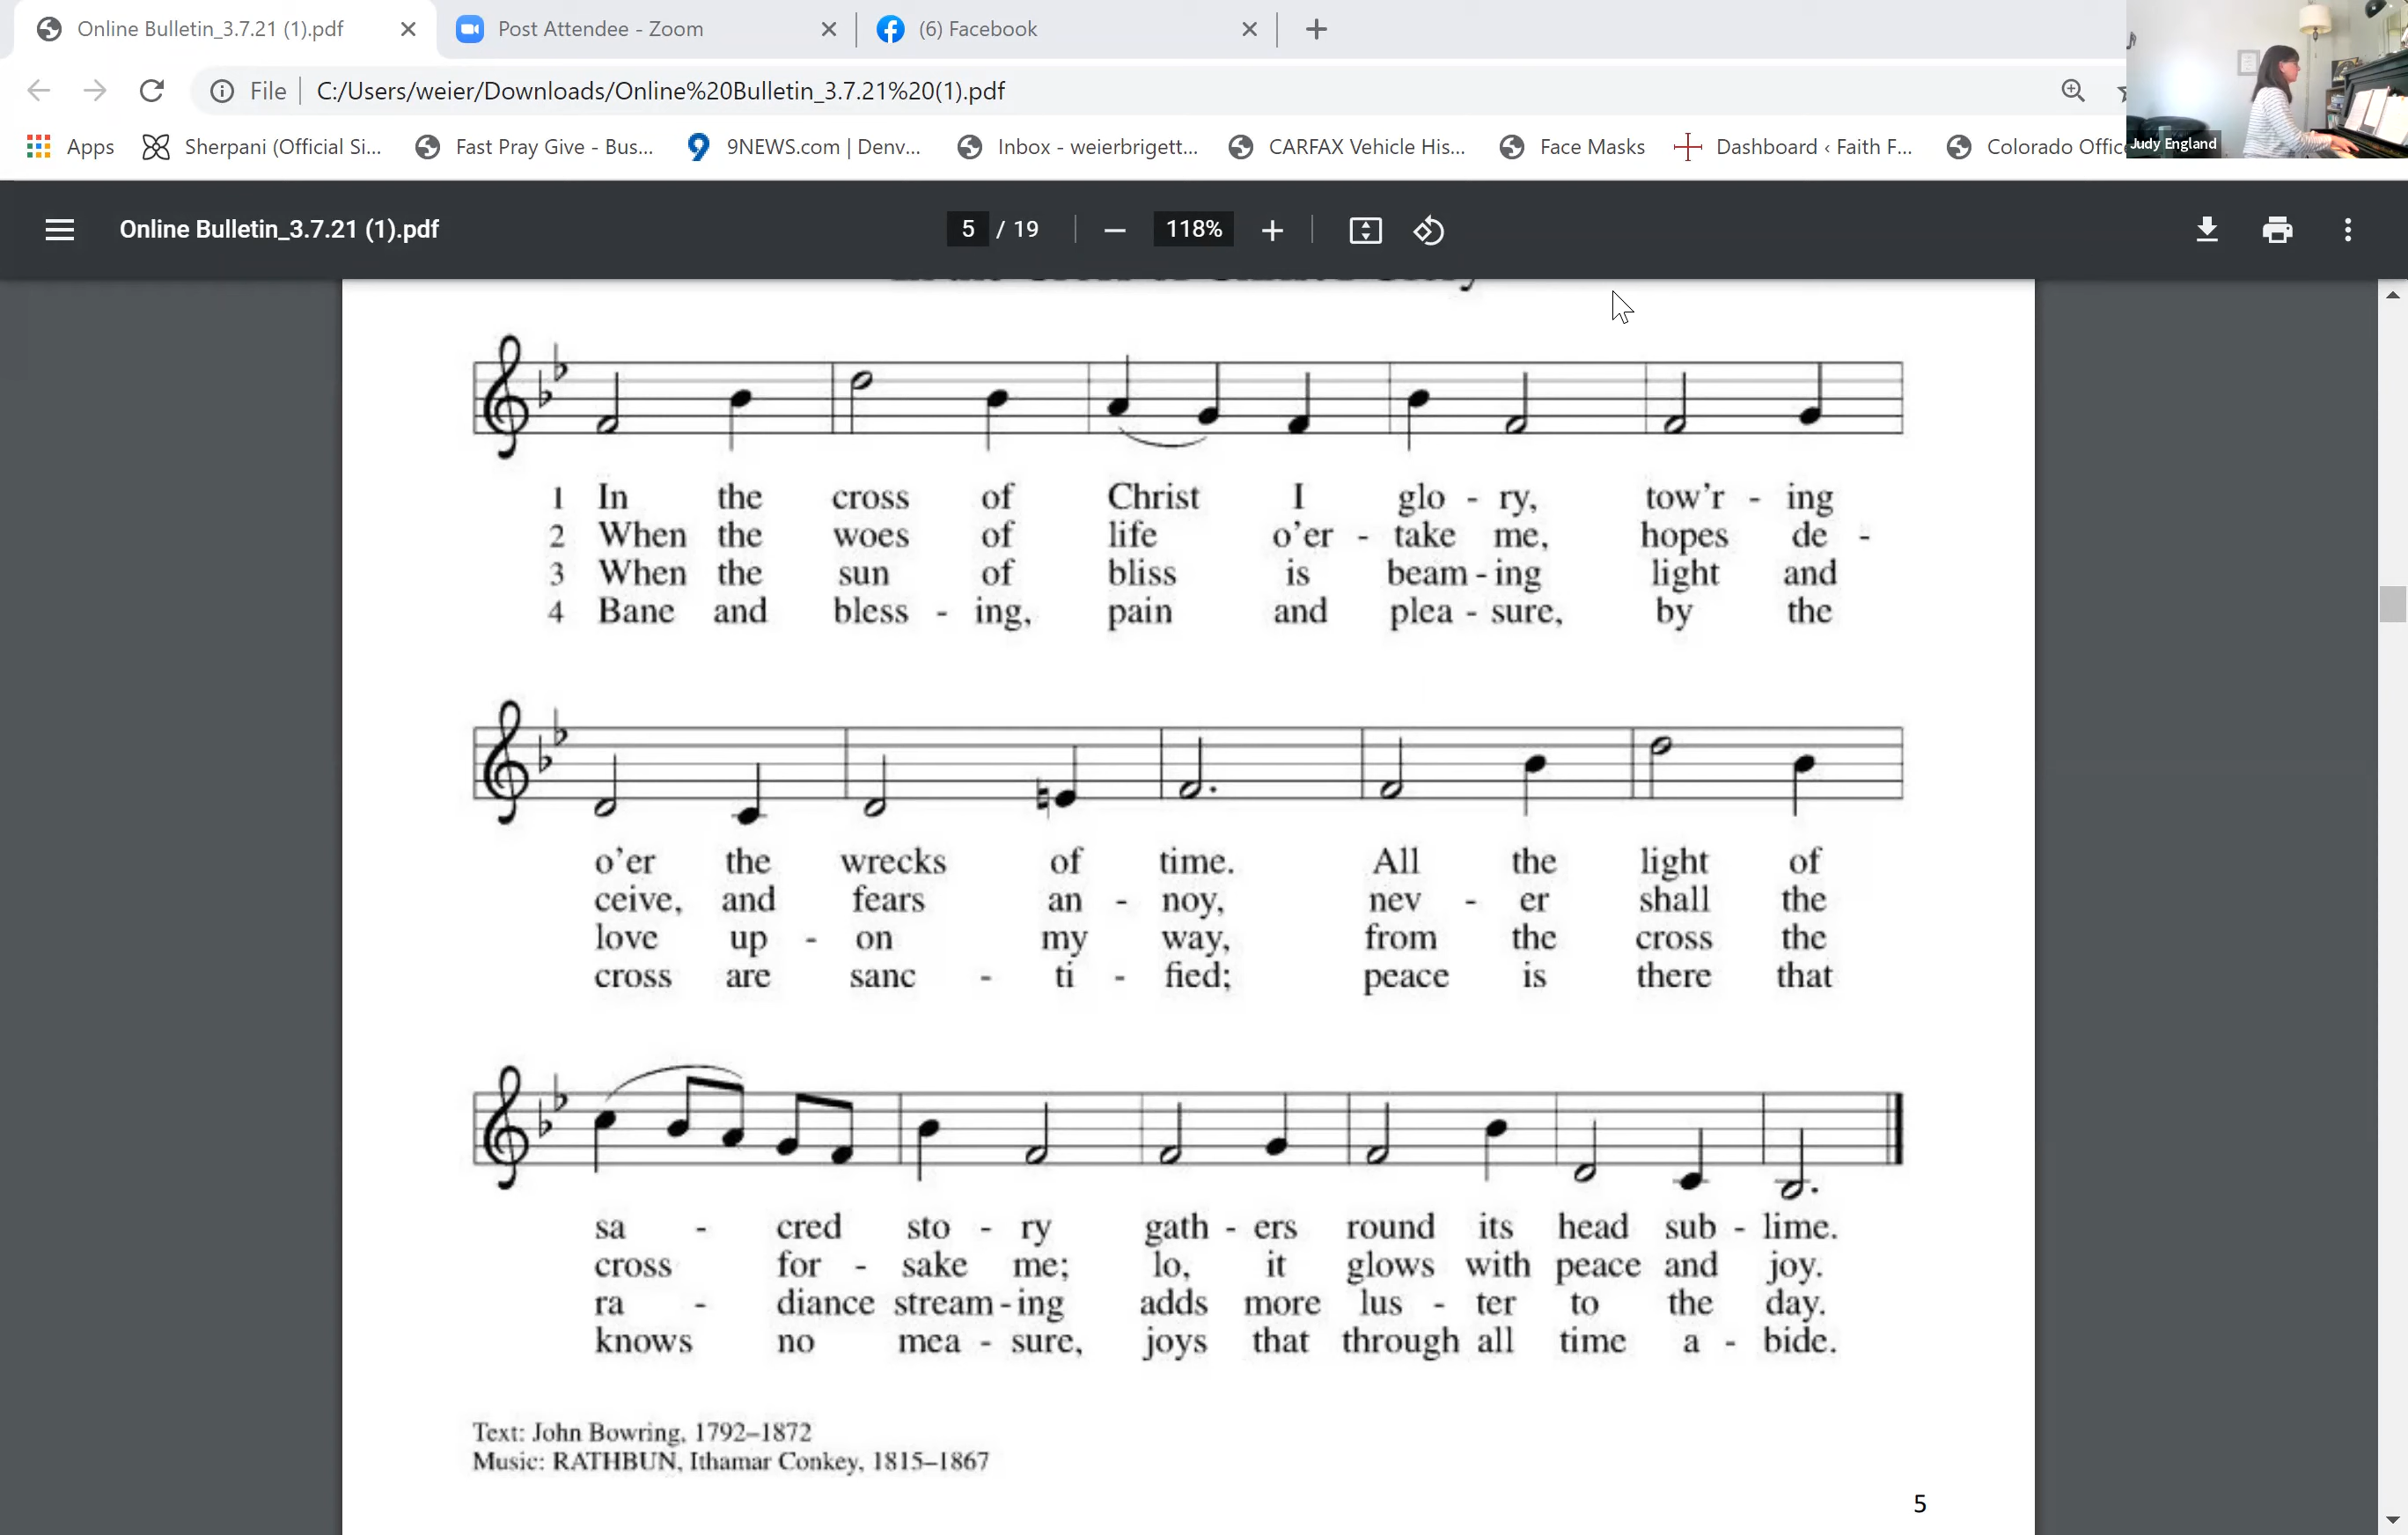 Online Bulletin_3.7.21 (1).pdf
Post Attendee - Zoom
(6) Facebook
File
C:/Users/weier/Downloads/Online%20Bulletin_3.7.21%20(1).pdf
Judy England
Apps
Sherpani (Official Si...
Fast Pray Give - Bus...
9NEWS.com | Denv...
Inbox - weierbrigett...
CARFAX Vehicle His...
Face Masks
Dashboard ‹ Faith F...
Colorado Offic
Online Bulletin_3.7.21 (1).pdf
5 / 19
118%
1 In the cross of Christ I glo - ry, tow'r - ing
2 When the woes of life o'er - take me, hopes de -
3 When the sun of bliss is beam - ing light and
4 Bane and bless - ing, pain and plea - sure, by the
o'er the wrecks of time. All the light of
ceive, and fears an - noy, nev - er shall the
love up - on my way, from the cross the
cross are sanc - ti - fied; peace is there that
sa - cred sto - ry gath - ers round its head sub - lime.
cross for - sake me; lo, it glows with peace and joy.
ra - diance stream - ing adds more lus - ter to the day.
knows no mea - sure, joys that through all time a - bide.
Text: John Bowring, 1792–1872
Music: RATHBUN, Ithamar Conkey, 1815–1867
5